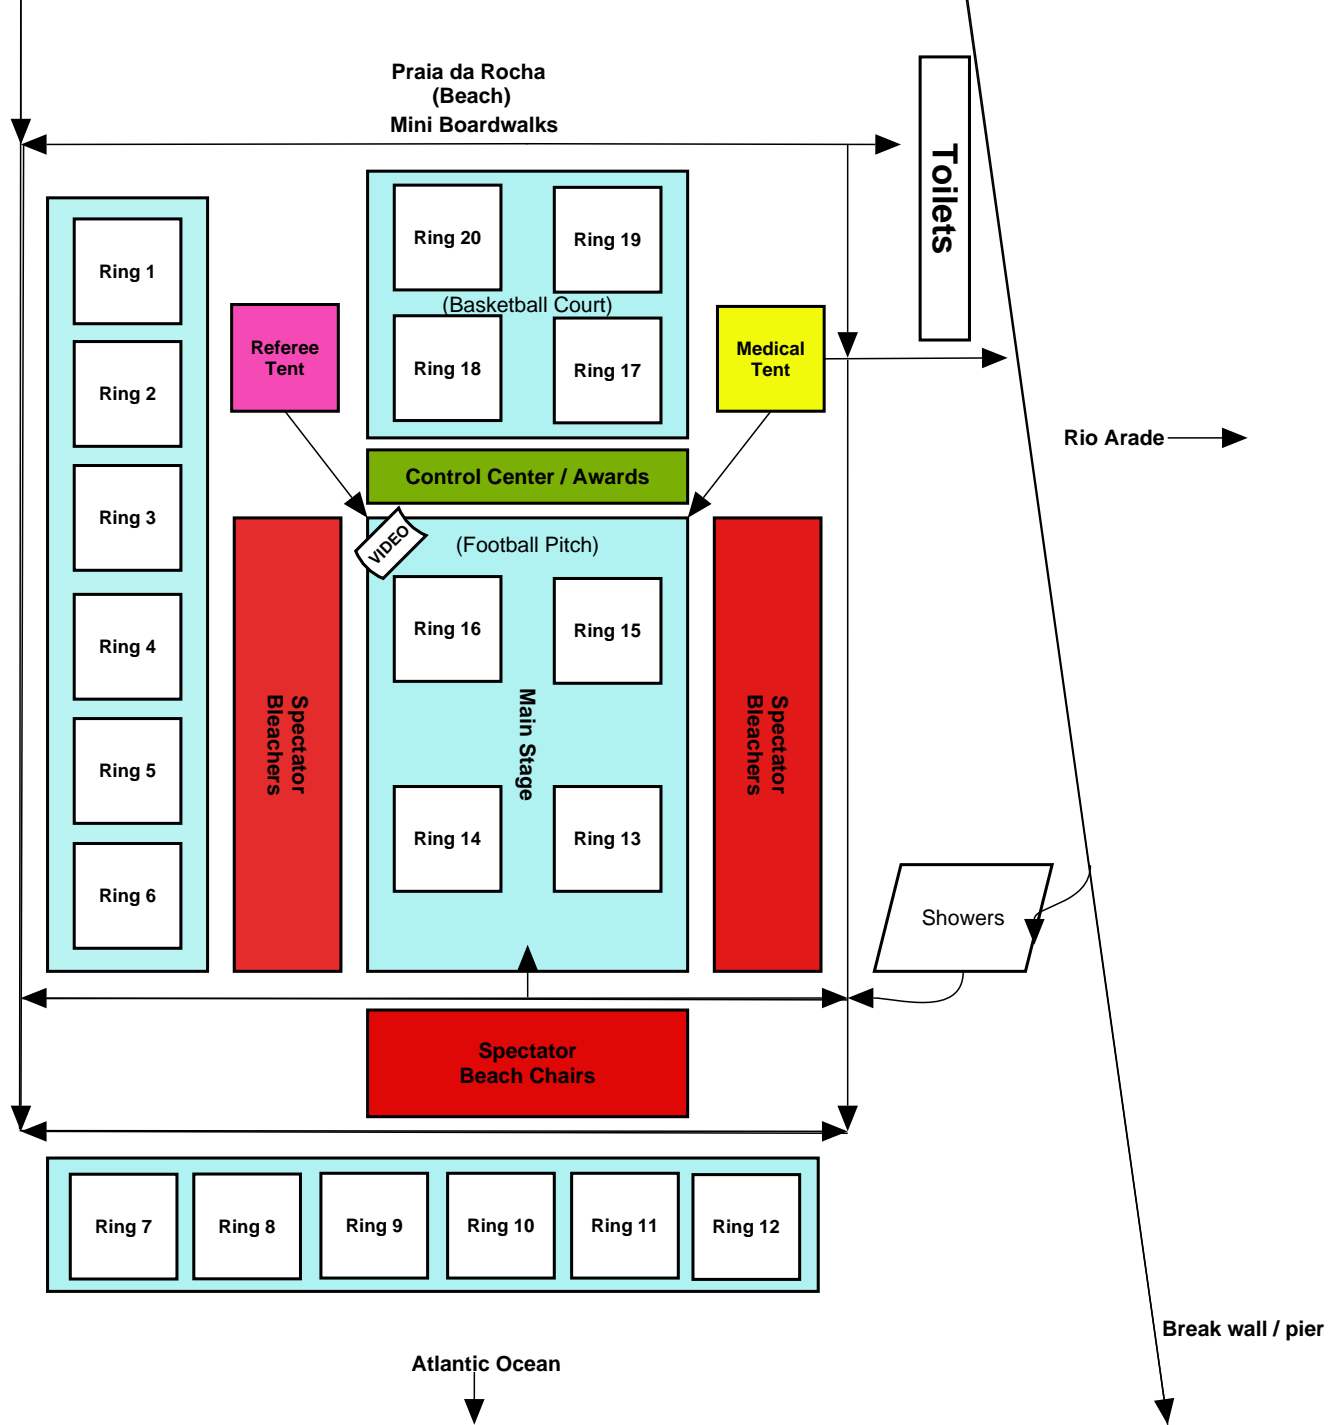 Praia da Rocha
(Beach)
Mini Boardwalks
Toilets
Ring 20
Ring 19
Ring 1
(Basketball Court)
Referee
Tent
Medical
Tent
Ring 18
Ring 17
Ring 2
Rio Arade
Control Center / Awards
Ring 3
VIDEO
(Football Pitch)
Ring 16
Ring 15
Ring 4
Spectator
Bleachers
Main Stage
Spectator
Bleachers
Ring 5
Ring 14
Ring 13
Ring 6
Showers
Spectator
Beach Chairs
Ring 7
Ring 8
Ring 9
Ring 10
Ring 11
Ring 12
Break wall / pier
Atlantic Ocean